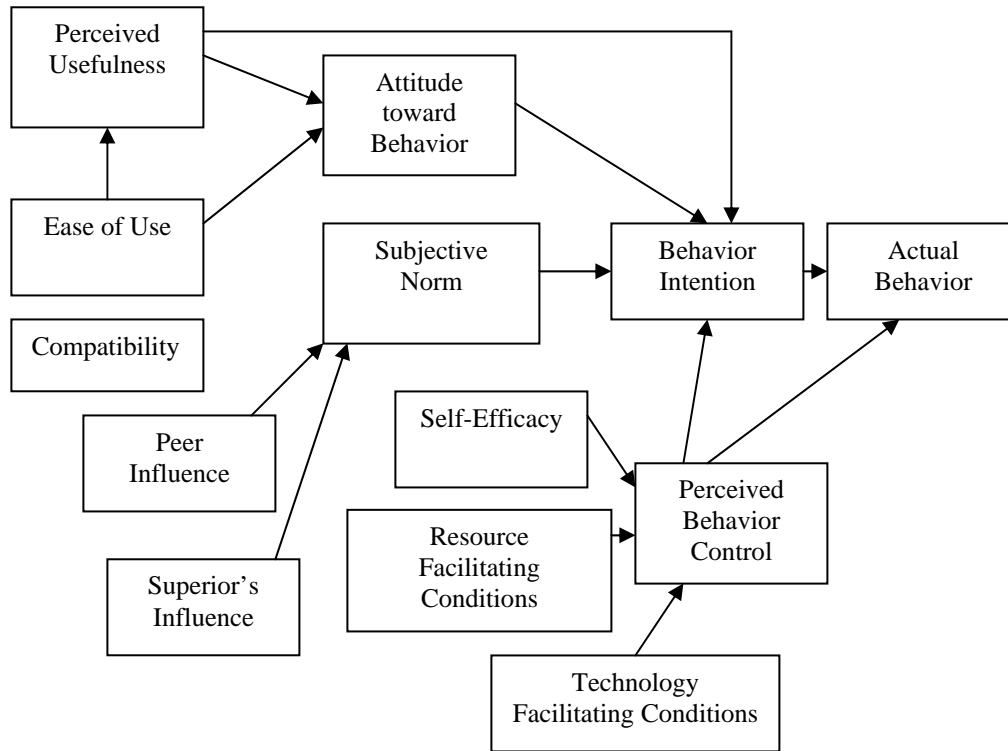 Perceived
Usefulness
Attitude
toward
Behavior
Ease of Use
Subjective
Norm
Behavior
Intention
Actual
Behavior
Compatibility
Peer
Influence
Self-Efficacy
Perceived
Behavior
Control
Resource
Facilitating
Conditions
Superior’s
Influence
Technology
Facilitating Conditions